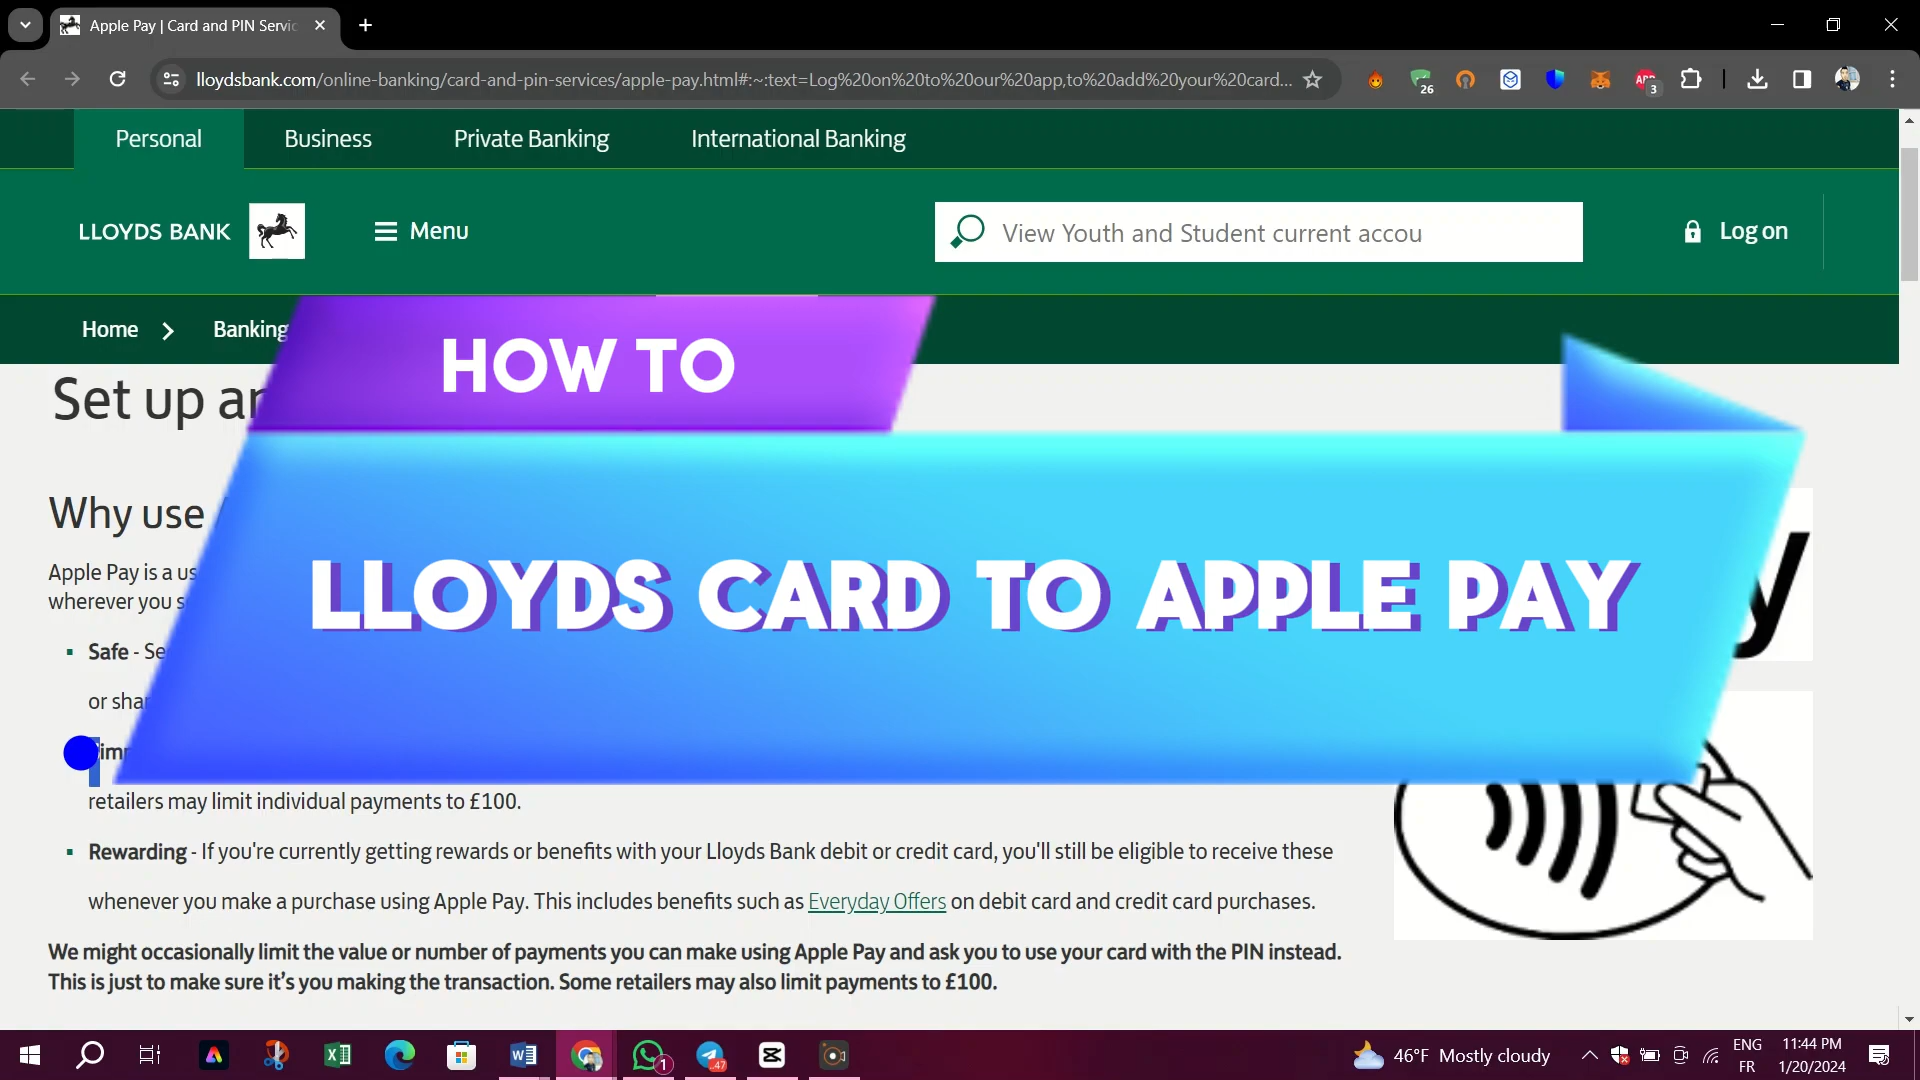 Apple Pay | Card and PIN Servic
lloydsbank.com/online-banking/card-and-pin-services/apple-pay.html#:~:text=Log%20on%20to%20our%20app,to%20add%20your%20card...
26
ABP
3
Personal
Business
Private Banking
International Banking
LLOYDS BANK
Menu
View Youth and Student current accou
Log on
Home
Banking
HOW TO
Set up an
LLOYDS CARD TO APPLE PAY
Why use
Apple Pay is a us
wherever you s
Safe - Se
or shar
retailers may limit individual payments to £100.
Rewarding - If you're currently getting rewards or benefits with your Lloyds Bank debit or credit card, you'll still be eligible to receive these
whenever you make a purchase using Apple Pay. This includes benefits such as Everyday Offers on debit card and credit card purchases.
We might occasionally limit the value or number of payments you can make using Apple Pay and ask you to use your card with the PIN instead.
This is just to make sure it’s you making the transaction. Some retailers may also limit payments to £100.
1
47
46°F Mostly cloudy
ENG
FR
11:44 PM
1/20/2024